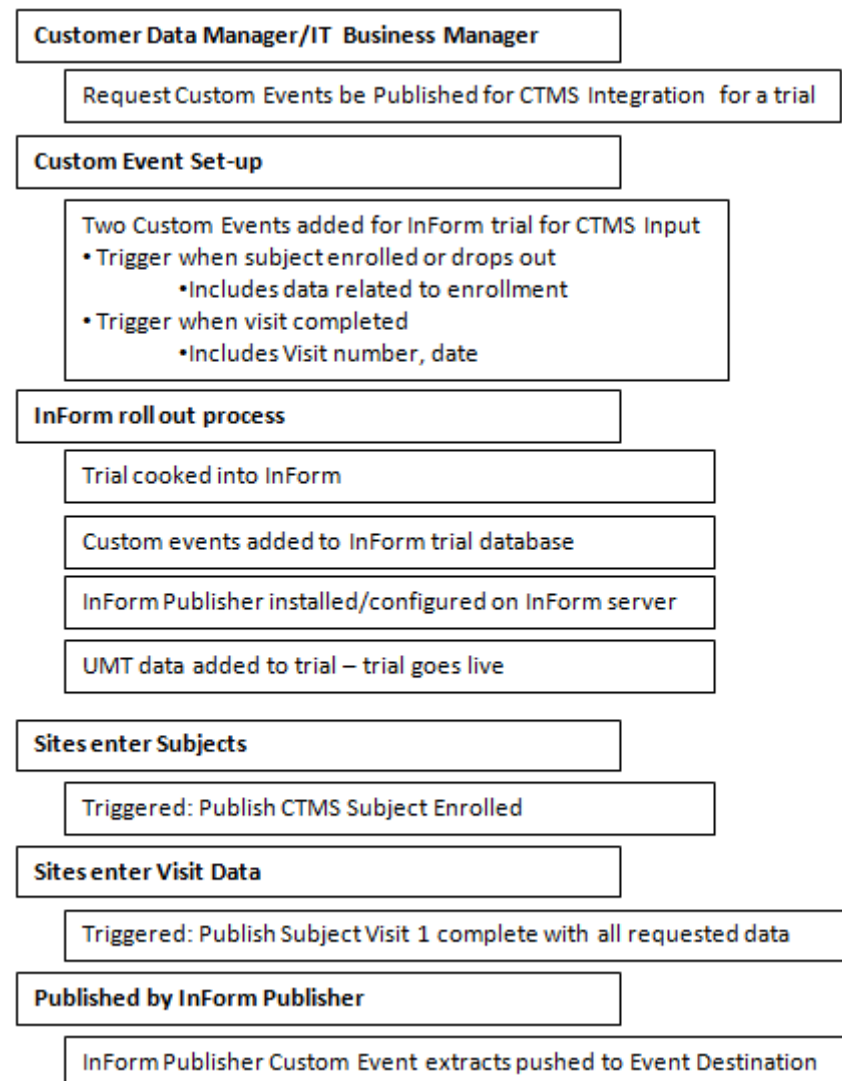 Customer Data Manager/IT Business Manager
Request Custom Events be Published for CTMS Integration for a trial
Custom Event Set-up
Two Custom Events added for InForm trial for CTMS Input
• Trigger when subject enrolled or drops out
•Includes data related to enrollment
• Trigger when visit completed
•Includes Visit number, date
InForm roll out process
Trial cooked into InForm
Custom events added to InForm trial database
InForm Publisher installed/configured on InForm server
UMT data added to trial – trial goes live
Sites enter Subjects
Triggered: Publish CTMS Subject Enrolled
Sites enter Visit Data
Triggered: Publish Subject Visit 1 complete with all requested data
Published by InForm Publisher
InForm Publisher Custom Event extracts pushed to Event Destination